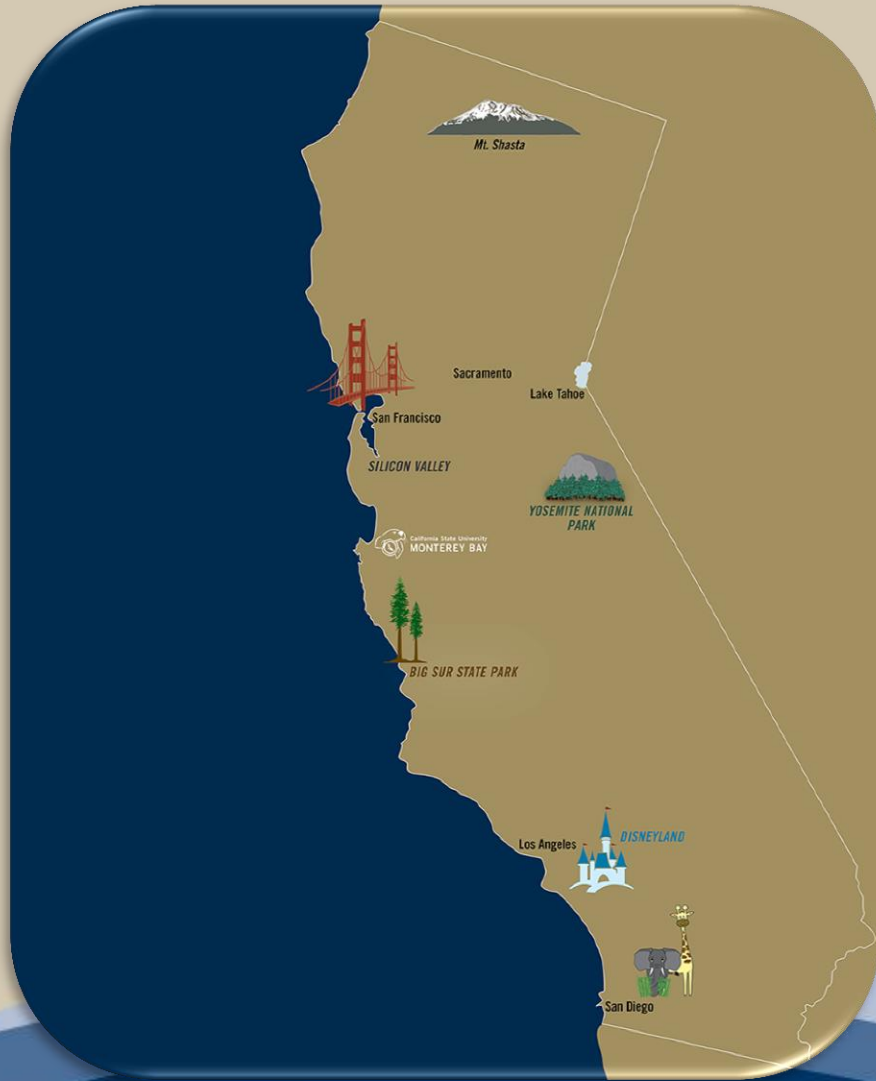 Mt. Shasta
Sacramento
Lake Tahoe
San Francisco
SILICON VALLEY
YOSEMITE NATIONAL
PARK
California State University
MONTEREY BAY
BIG SUR STATE PARK
Los Angeles
DISNEYLAND
San Diego